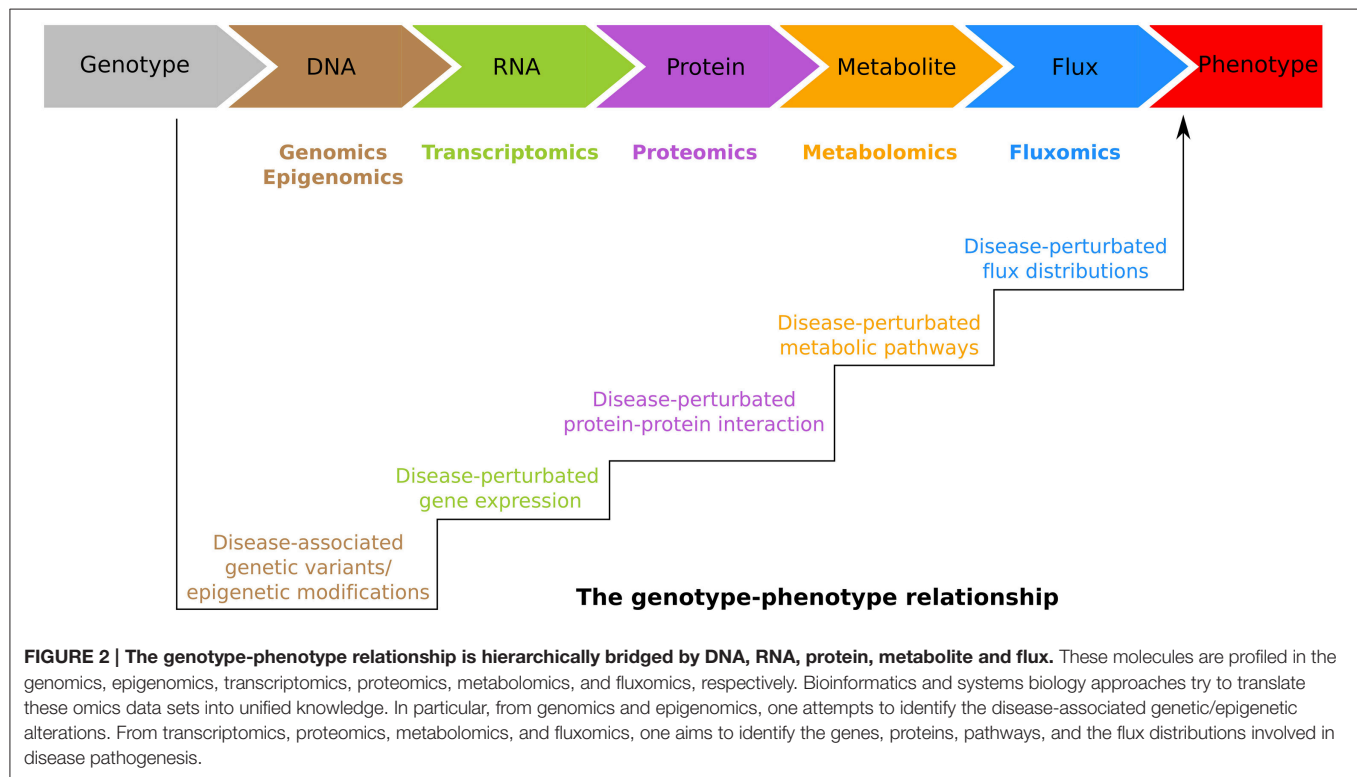 Genotype DNA RNA Protein Metabolite Flux Phenotype
Genomics Transcriptomics Proteomics Metabolomics Fluxomics
Epigenomics
Disease-perturbated
flux distributions
Disease-perturbated
metabolic pathways
Disease-perturbated
protein-protein interaction
Disease-perturbated
gene expression
Disease-associated
genetic variants/
epigenetic modifications
The genotype-phenotype relationship
FIGURE 2 | The genotype-phenotype relationship is hierarchically bridged by DNA, RNA, protein, metabolite and flux. These molecules are profiled in the
genomics, epigenomics, transcriptomics, proteomics, metabolomics, and fluxomics, respectively. Bioinformatics and systems biology approaches try to translate
these omics data sets into unified knowledge. In particular, from genomics and epigenomics, one attempts to identify the disease-associated genetic/epigenetic
alterations. From transcriptomics, proteomics, metabolomics, and fluxomics, one aims to identify the genes, proteins, pathways, and the flux distributions involved in
disease pathogenesis.